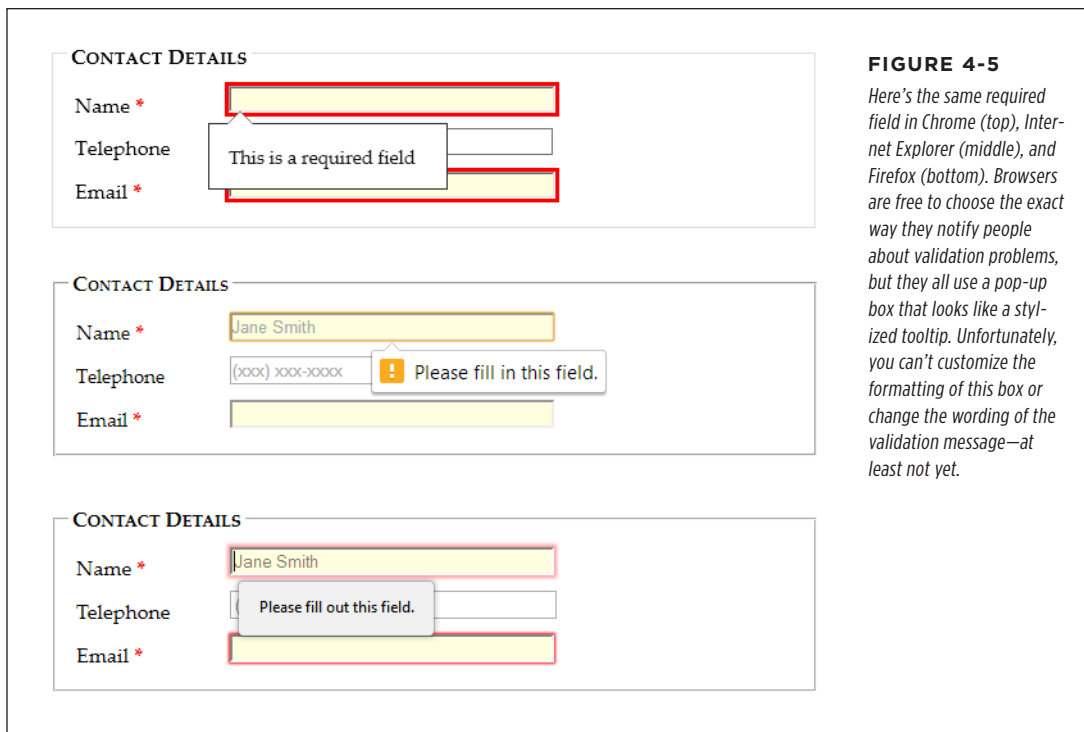 CONTACT DETAILS
Name *
Telephone
This is a required field
Email *
CONTACT DETAILS
Name *
Jane Smith
Telephone
(xxx) xxx-xxxx
Please fill in this field.
Email *
CONTACT DETAILS
Name *
Jane Smith
Telephone
(
Please fill out this field.
Email *
FIGURE 4-5
Here’s the same required
field in Chrome (top), Inter-
net Explorer (middle), and
Firefox (bottom). Browsers
are free to choose the exact
way they notify people
about validation problems,
but they all use a pop-up
box that looks like a styl-
ized tooltip. Unfortunately,
you can’t customize the
formatting of this box or
change the wording of the
validation message—at
least not yet.